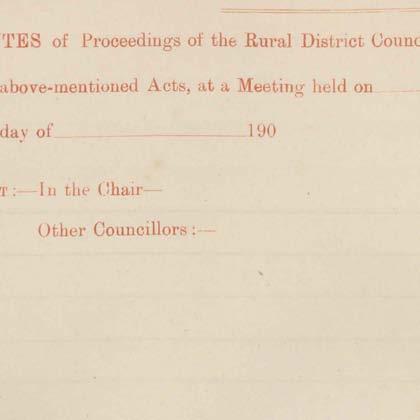 TES of Proceedings of the Rural District Counc
above-mentioned Acts, at a Meeting held on
day of 190
T:—In the Chair—
Other Councillors:—